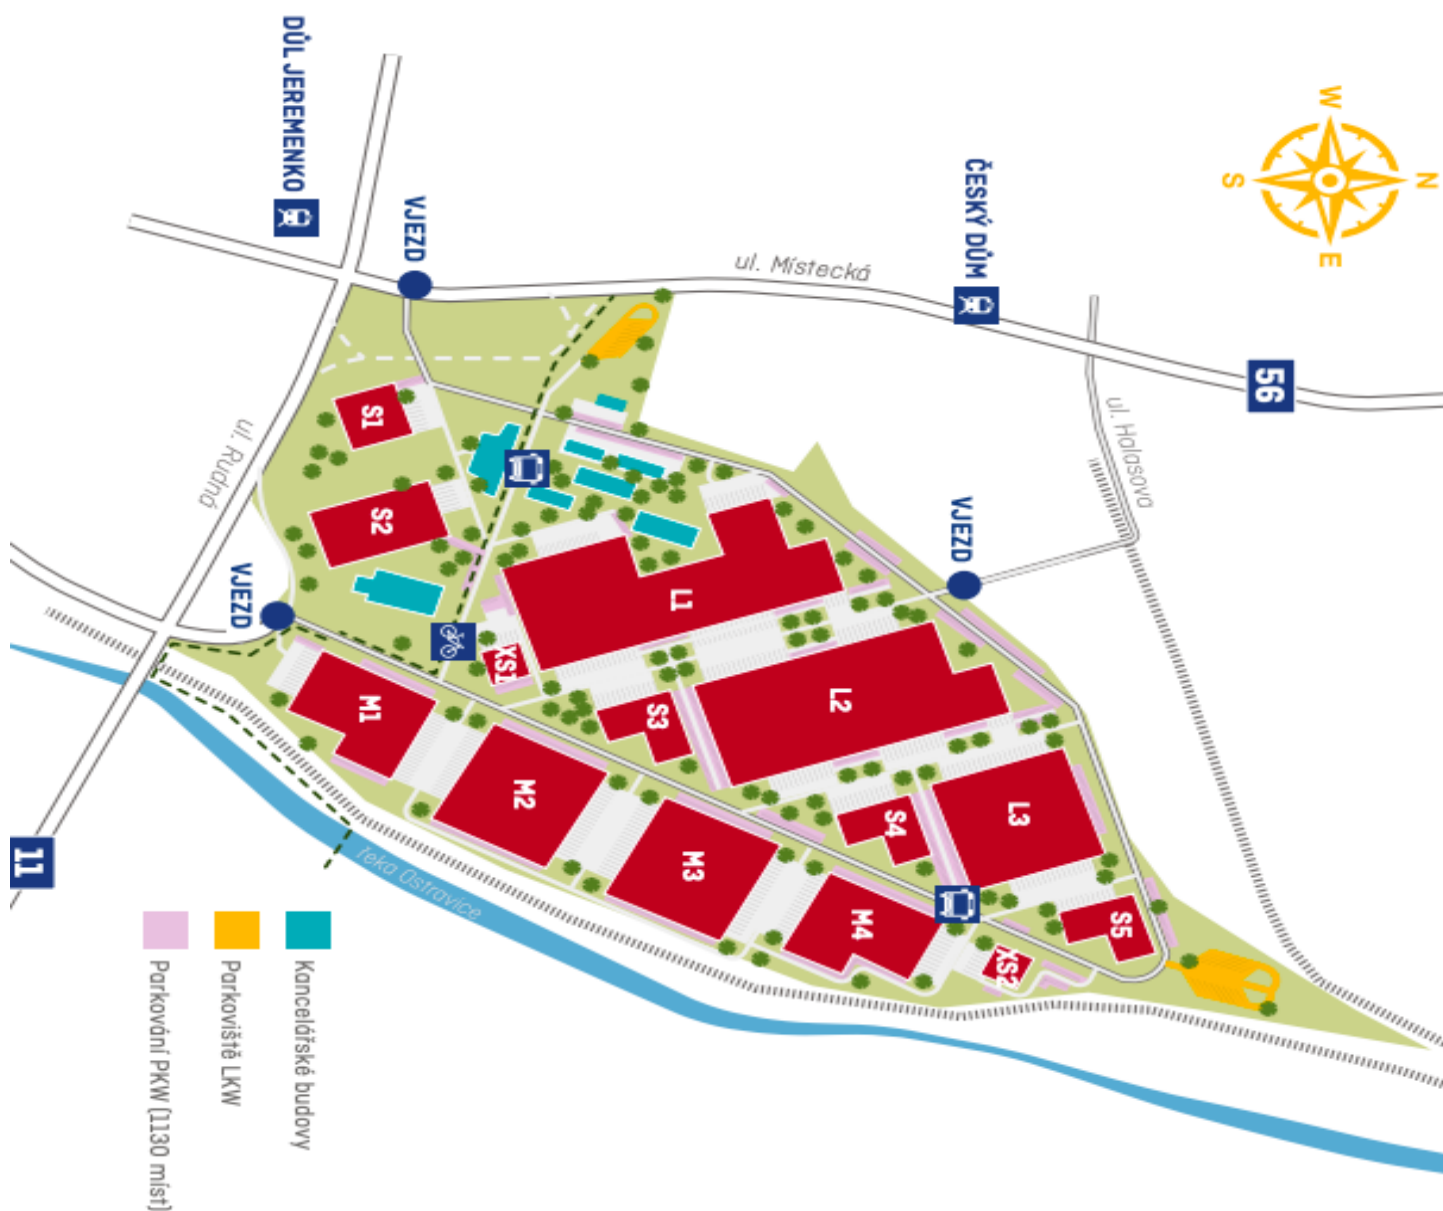 DŮL JEREMENKO
VJEZD
ČESKÝ DŮM
W
N
S
E
ul. Místecká
56
ul. Halasova
VJEZD
ul. Rudná
VJEZD
S1
S2
L1
XS1
L2
S3
L3
S4
S5
M1
M2
M3
M4
XS2
řeka Ostravice
11
Kancelářské budovy
Parkoviště LKW
Parkování PKW (1130 míst)